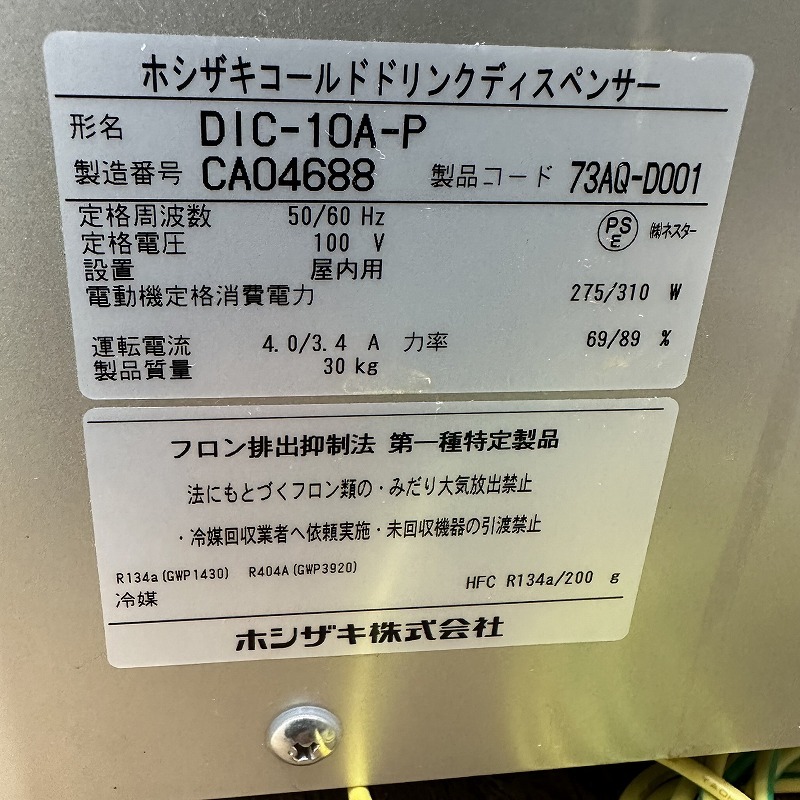 ホシザキコールドドリンクディスペンサー
形名 DIC-10A-P
製造番号 CA04688 製品コード 73AQ-D001
定格周波数 50/60 Hz PSE ㈱ネスター
定格電圧 100 V
設置 屋内用
電動機定格消費電力 275/310 W
運転電流 4.0/3.4 A 力率 69/89 %
製品質量 30 kg
フロン排出抑制法 第一種特定製品
法にもとづくフロン類の・みだり大気放出禁止
・冷媒回収業者へ依頼実施・未回収機器の引渡禁止
R134a(GWP1430) R404A(GWP3920)
冷媒 HFC R134a/200 g
ホシザキ株式会社